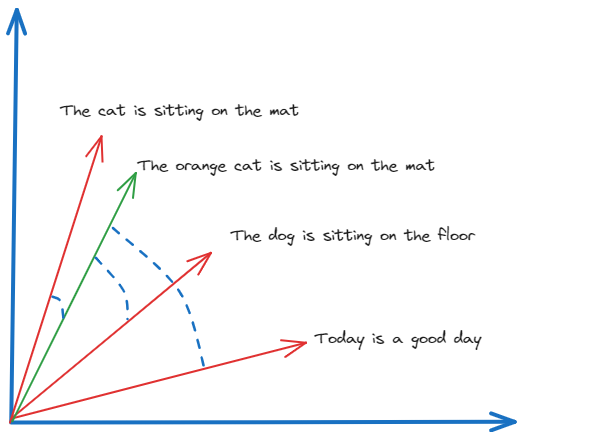 The cat is sitting on the mat
The orange cat is sitting on the mat
The dog is sitting on the floor
Today is a good day